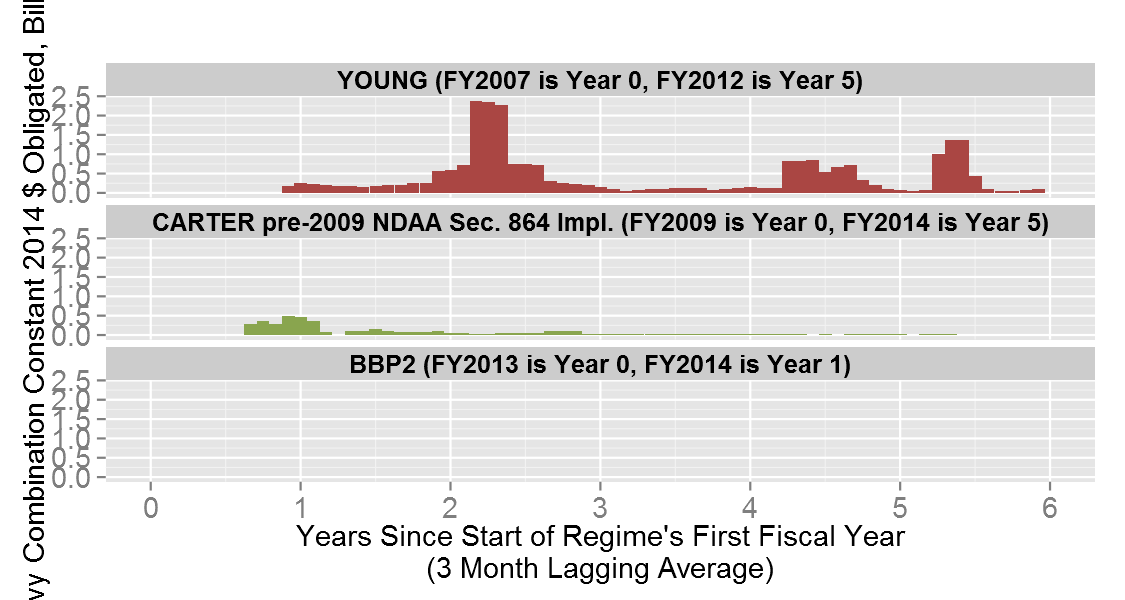 YOUNG (FY2007 is Year 0, FY2012 is Year 5)
2.5
2.0
1.5
1.0
0.5
0.0
CARTER pre-2009 NDAA Sec. 864 Impl. (FY2009 is Year 0, FY2014 is Year 5)
2.5
2.0
1.5
1.0
0.5
0.0
BBP2 (FY2013 is Year 0, FY2014 is Year 1)
2.5
2.0
1.5
1.0
0.5
0.0
vy Combination Constant 2014 $ Obligated, Bill
0 1 2 3 4 5 6
Years Since Start of Regime's First Fiscal Year
(3 Month Lagging Average)